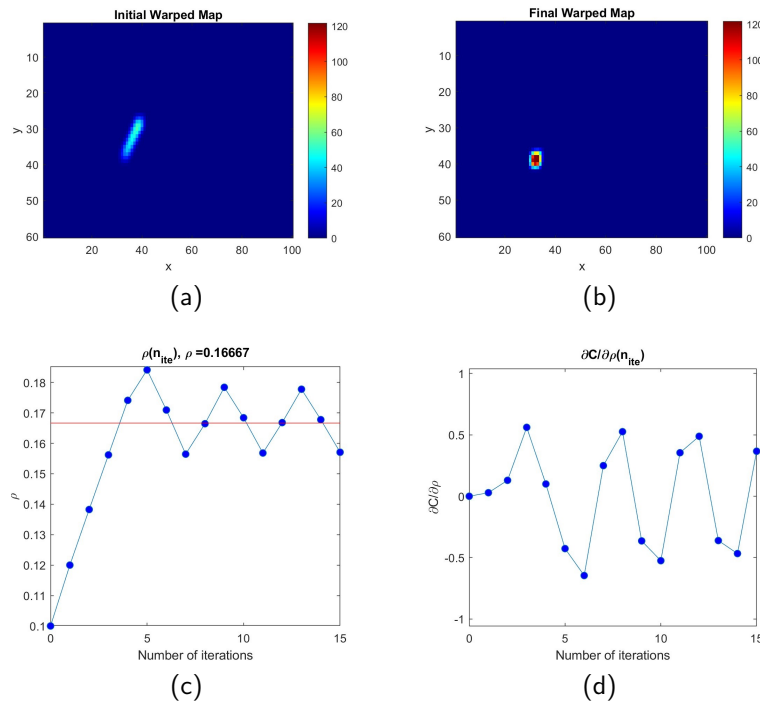 Initial Warped Map
10
20
30
40
50
60
y
20 40 60 80 100
x
120
100
80
60
40
20
0
(a)
Final Warped Map
10
20
30
40
50
60
y
20 40 60 80 100
x
120
100
80
60
40
20
0
(b)
ρ(n_ite), ρ =0.16667
0.18
0.17
0.16
0.15
0.14
0.13
0.12
0.11
0.1
ρ
0 5 10 15
Number of iterations
(c)
∂C/∂ρ(n_ite)
1
0.5
0
-0.5
-1
∂C/∂ρ
0 5 10 15
Number of iterations
(d)